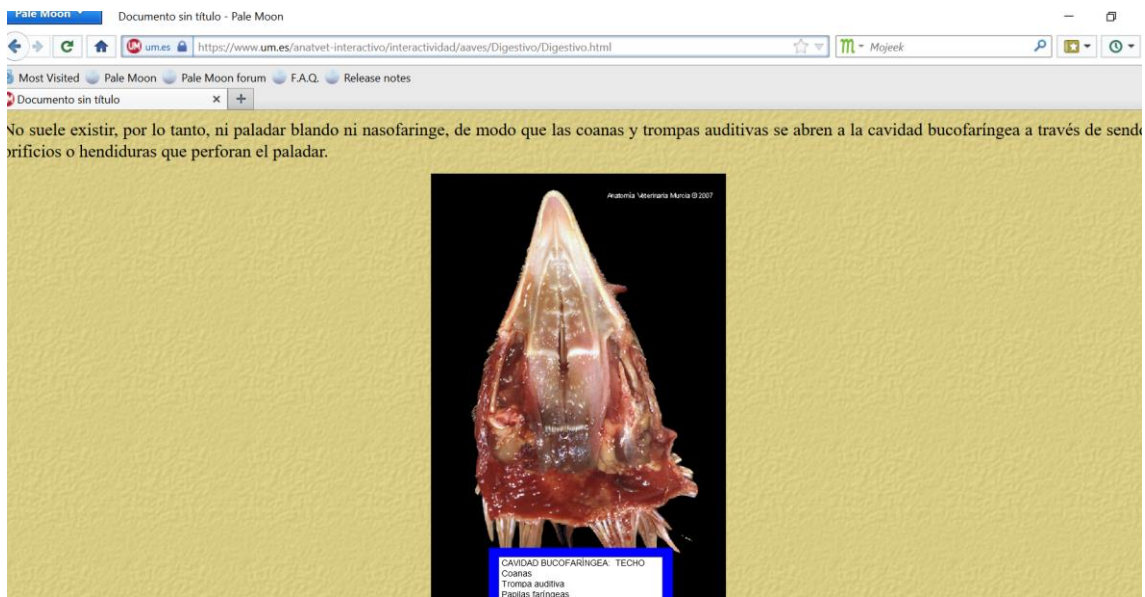 Pale Moon
Documento sin título - Pale Moon
um.es
https://www.um.es/anatvet-interactivo/interactividad/aaves/Digestivo/Digestivo.html
Mojeek
Most Visited Pale Moon Pale Moon forum F.A.Q. Release notes
Documento sin título
No suele existir, por lo tanto, ni paladar blando ni nasofaringe, de modo que las coanas y trompas auditivas se abren a la cavidad bucofaríngea a través de sendo
orificios o hendiduras que perforan el paladar.
Anatomía Veterinaria Murcia © 2007
CAVIDAD BUCOFARÍNGEA: TECHO
Coanas
Trompa auditiva
Papilas faríngeas